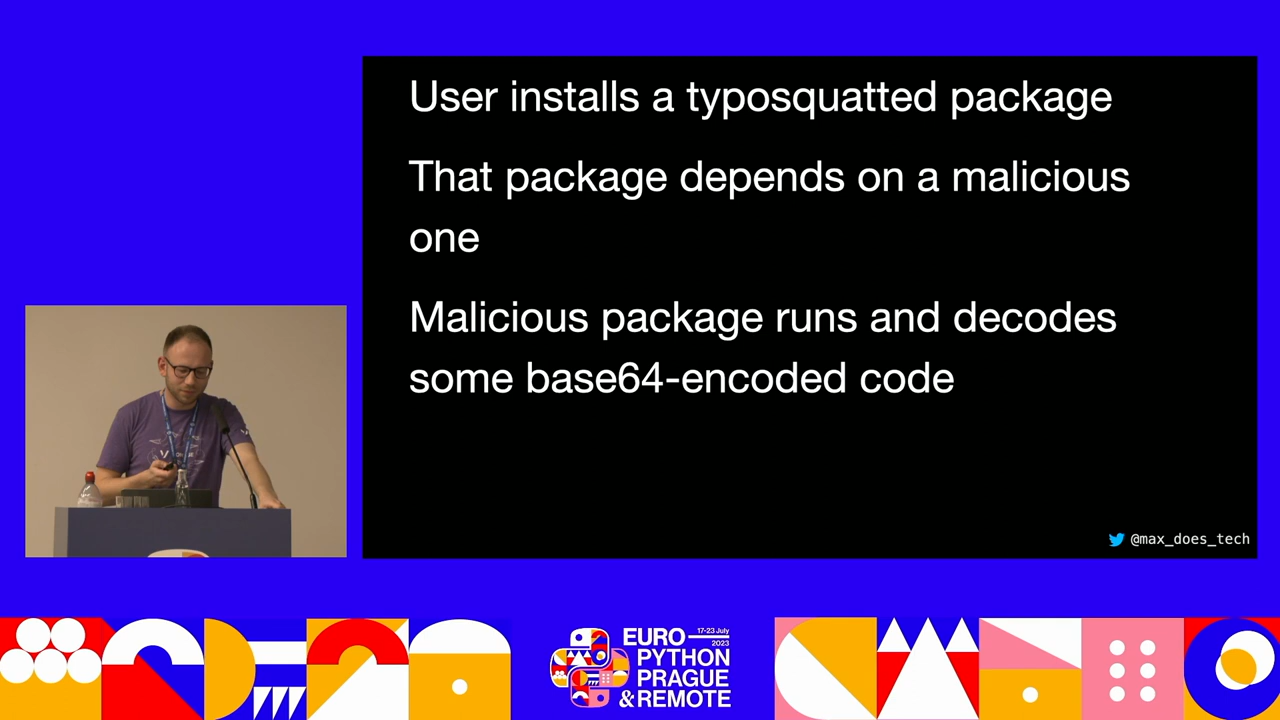 User installs a typosquatted package
That package depends on a malicious
one
Malicious package runs and decodes
some base64-encoded code
@max_does_tech
17-23 July
2023
EURO
PYTHON
PRAGUE
& REMOTE